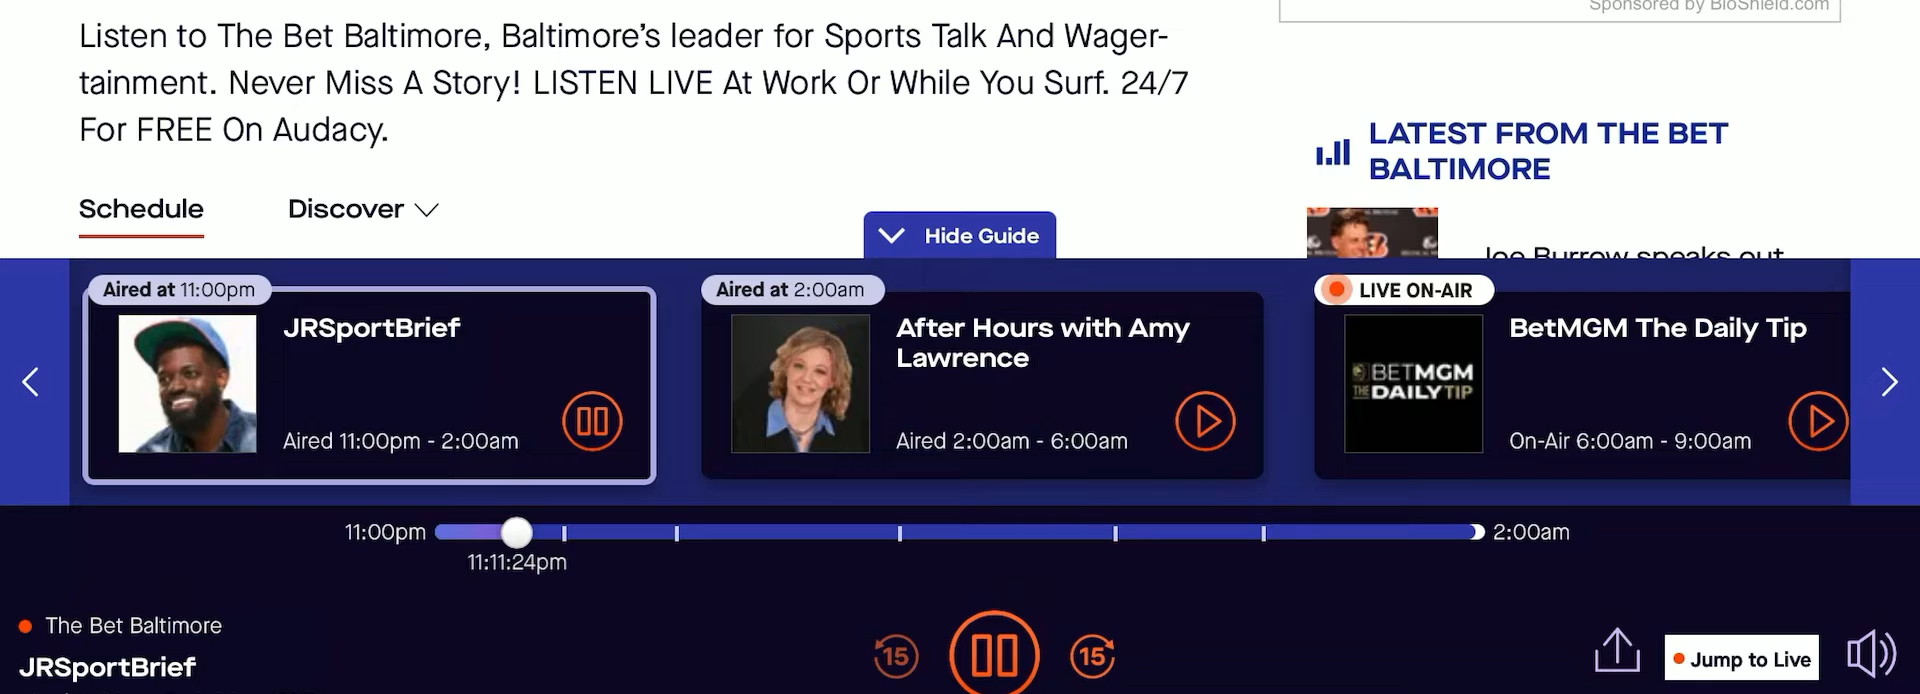 Sponsored by BioShield.com
Listen to The Bet Baltimore, Baltimore's leader for Sports Talk And Wager-
tainment. Never Miss A Story! LISTEN LIVE At Work Or While You Surf. 24/7
For FREE On Audacy.
LATEST FROM THE BET
BALTIMORE
Schedule
Discover
Hide Guide
Joe Burrow speaks out
Aired at 11:00pm
JRSportBrief
Aired 11:00pm - 2:00am
Aired at 2:00am
After Hours with Amy
Lawrence
Aired 2:00am - 6:00am
LIVE ON-AIR
BETMGM
THE DAILY TIP
BetMGM The Daily Tip
On-Air 6:00am - 9:00am
11:00pm
2:00am
11:11:24pm
The Bet Baltimore
JRSportBrief
15
15
Jump to Live